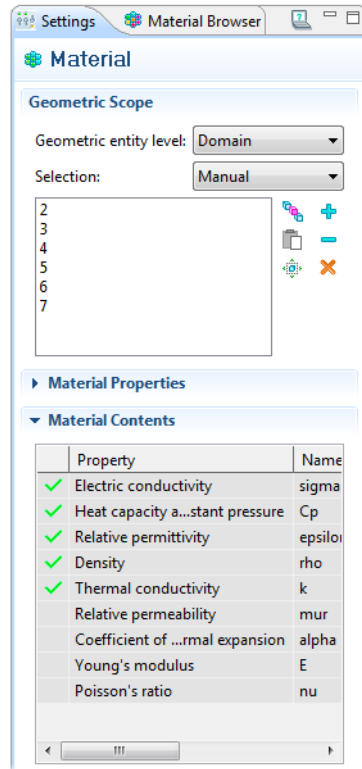 Settings Material Browser
Material
Geometric Scope
Geometric entity level: Domain
Selection: Manual
2
3
4
5
6
7
Material Properties
Material Contents
Property Name
Electric conductivity sigma
Heat capacity a...stant pressure Cp
Relative permittivity epsilo
Density rho
Thermal conductivity k
Relative permeability mur
Coefficient of ...rmal expansion alpha
Young's modulus E
Poisson's ratio nu